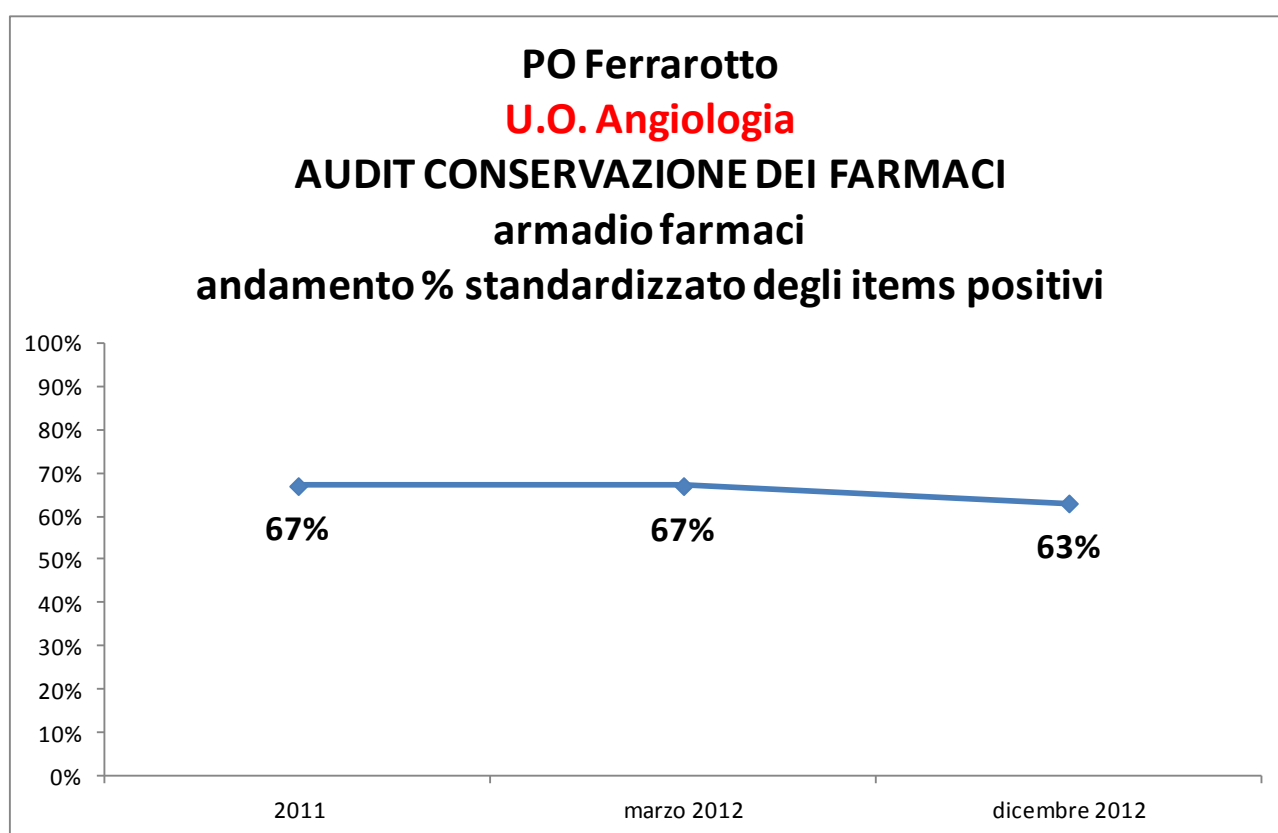 PO Ferrarotto
U.O. Angiologia
AUDIT CONSERVAZIONE DEI FARMACI
armadio farmaci
andamento % standardizzato degli items positivi
100%
90%
80%
70%
60%
50%
40%
30%
20%
10%
0%
67%
67%
63%
2011
marzo 2012
dicembre 2012